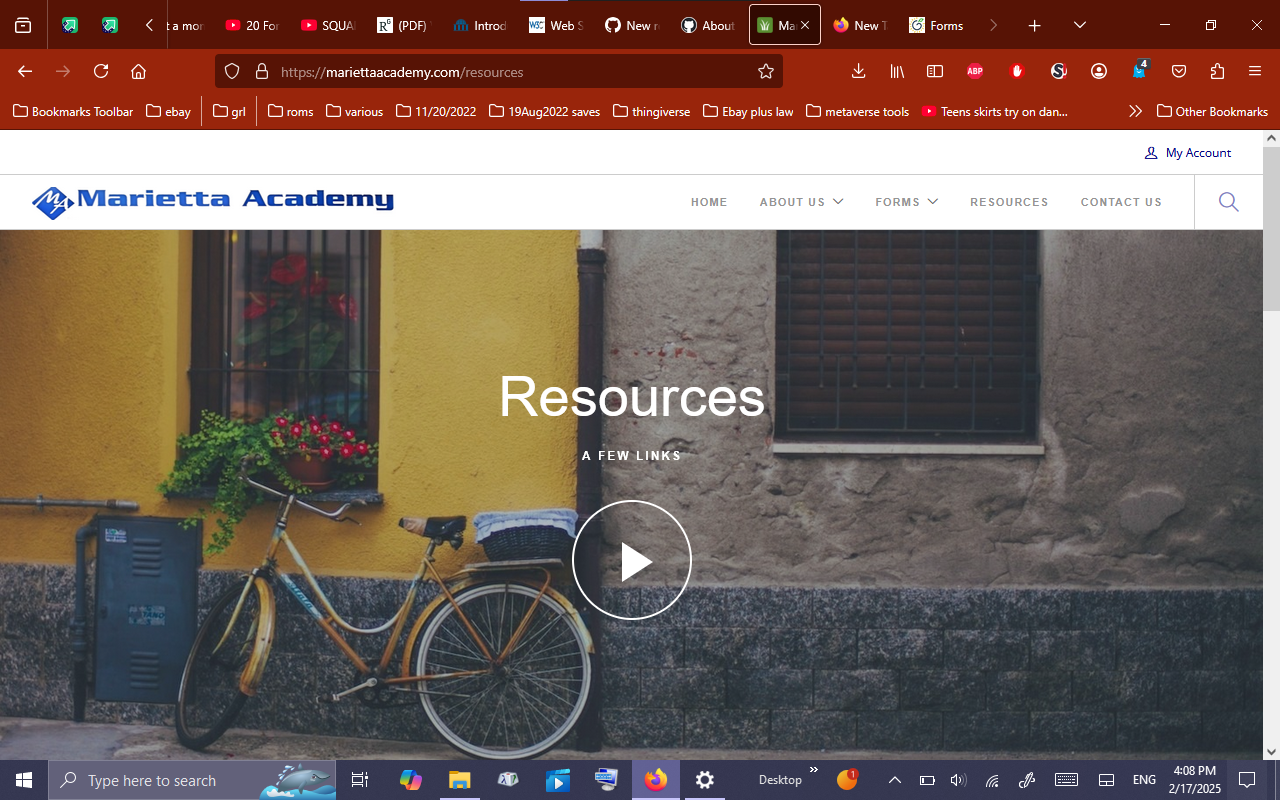 t a mor
20 For
SQUA
(PDF)
Introd
Web S
New r
About
Ma
New T
Forms
https://mariettaacademy.com/resources
ABP
4
Bookmarks Toolbar
ebay
grl
roms
various
11/20/2022
19Aug2022 saves
thingiverse
Ebay plus law
metaverse tools
Teens skirts try on dan...
Other Bookmarks
My Account
MA Marietta Academy
HOME
ABOUT US
FORMS
RESOURCES
CONTACT US
Resources
A FEW LINKS
Type here to search
Desktop
1
ENG
4:08 PM
2/17/2025